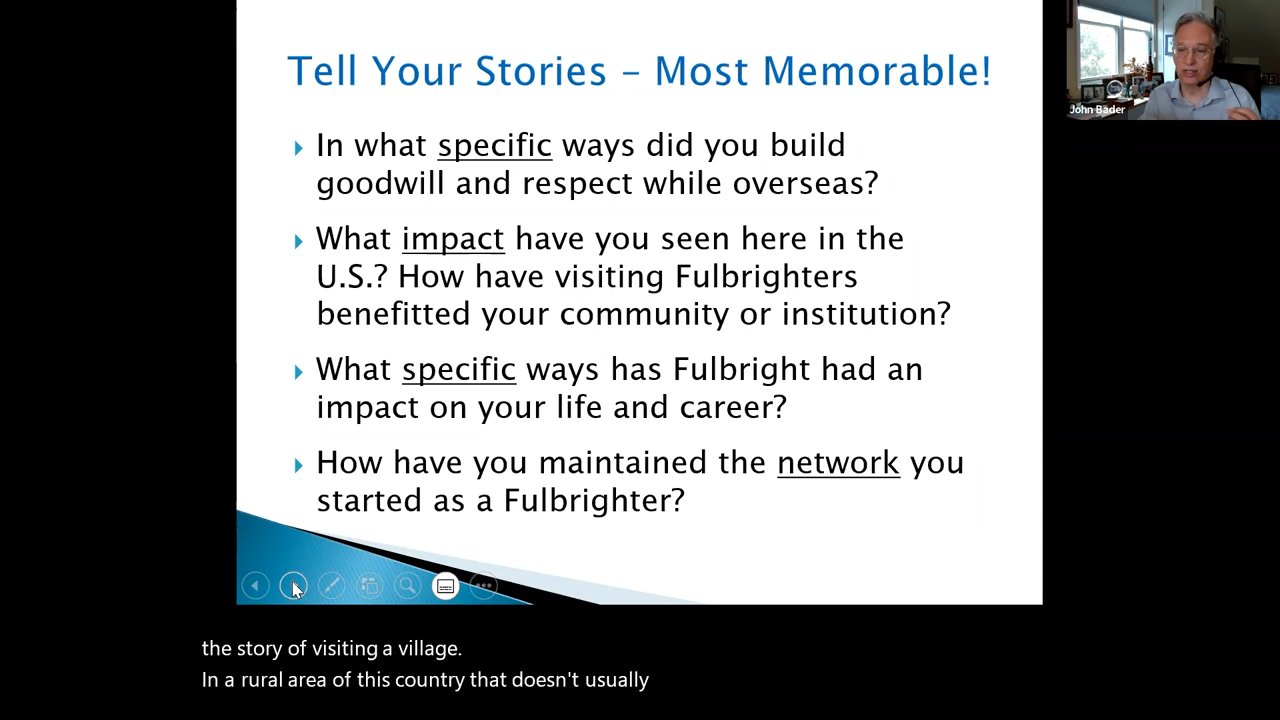 Tell Your Stories – Most Memorable!
In what specific ways did you build
goodwill and respect while overseas?
What impact have you seen here in the
U.S.? How have visiting Fulbrighters
benefitted your community or institution?
What specific ways has Fulbright had an
impact on your life and career?
How have you maintained the network you
started as a Fulbrighter?
John Bader
the story of visiting a village.
In a rural area of this country that doesn't usually